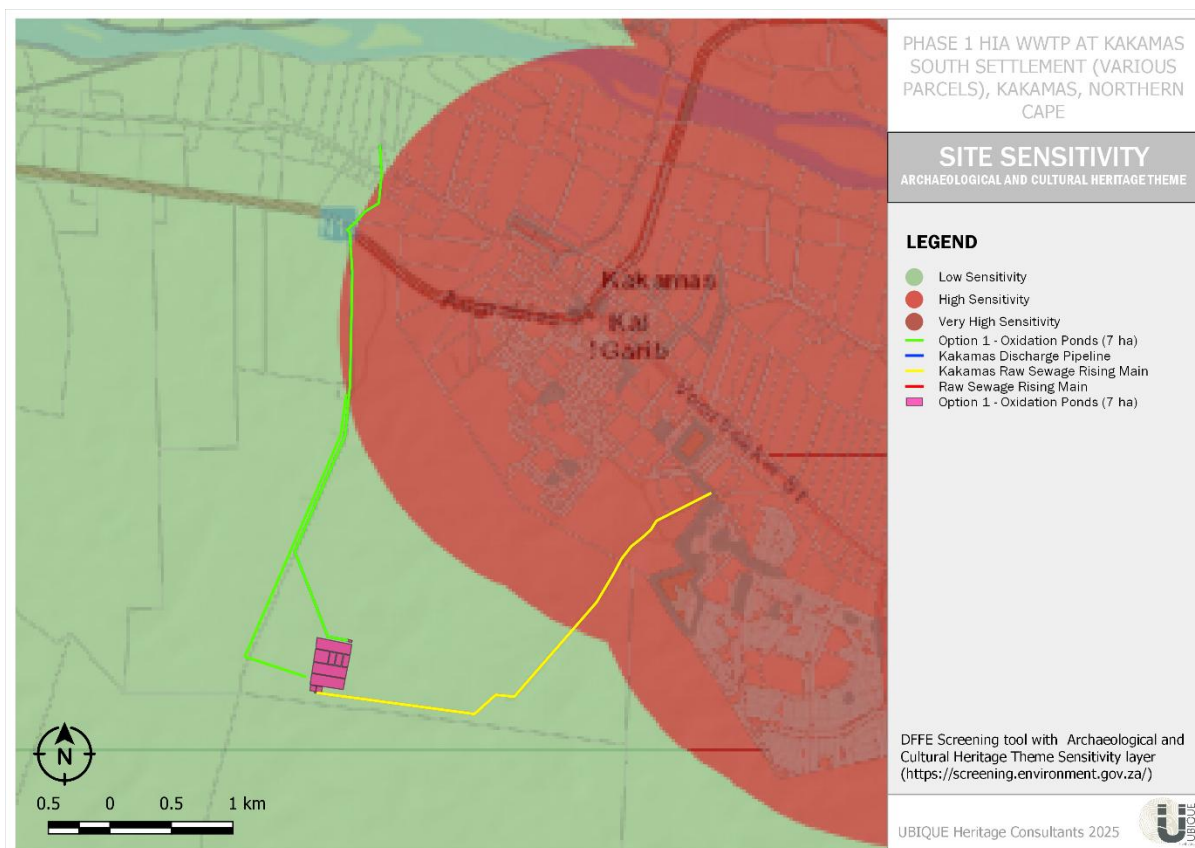 PHASE 1 HIA WWTP AT KAKAMAS
SOUTH SETTLEMENT (VARIOUS
PARCELS), KAKAMAS, NORTHERN
CAPE
SITE SENSITIVITY
ARCHAEOLOGICAL AND CULTURAL HERITAGE THEME
LEGEND
Low Sensitivity
High Sensitivity
Very High Sensitivity
Option 1 - Oxidation Ponds (7 ha)
Kakamas Discharge Pipeline
Kakamas Raw Sewage Rising Main
Raw Sewage Rising Main
Option 1 - Oxidation Ponds (7 ha)
Kakamas
Kai
!Garib
N
0.5 0 0.5 1 km
DFFE Screening tool with Archaeological and
Cultural Heritage Theme Sensitivity layer
(https://screening.environment.gov.za/)
UBIQUE Heritage Consultants 2025
UBIQUE